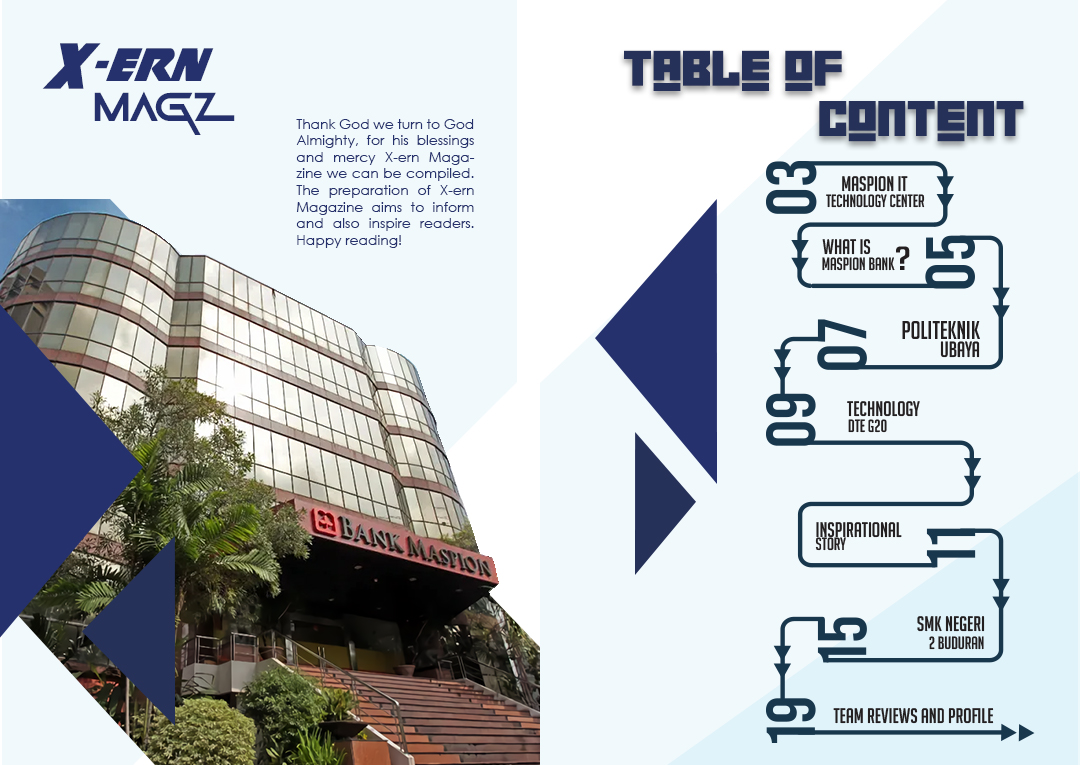 X-ERN
MAGZ
Thank God we turn to God
Almighty, for his blessings
and mercy X-ern Maga-
zine we can be compiled.
The preparation of X-ern
Magazine aims to inform
and also inspire readers.
Happy reading!
BANK MASPION
TABLE OF
CONTENT
03
MASPION IT
TECHNOLOGY CENTER
WHAT IS
MASPION BANK?
05
07
POLITEKNIK
UBAYA
09
TECHNOLOGY
DTE G20
INSPIRATIONAL
STORY
11
15
SMK NEGERI
2 BUDURAN
19
TEAM REVIEWS AND PROFILE